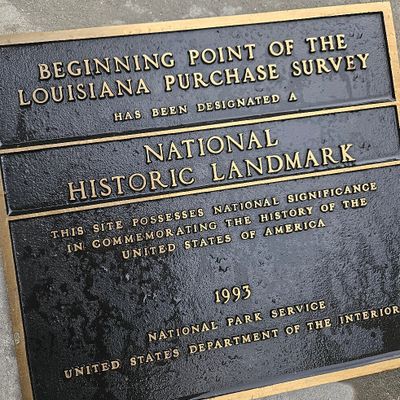 BEGINNING POINT OF THE
LOUISIANA PURCHASE SURVEY
HAS BEEN DESIGNATED A
NATIONAL
HISTORIC LANDMARK
THIS SITE POSSESSES NATIONAL SIGNIFICANCE
IN COMMEMORATING THE HISTORY OF THE
UNITED STATES OF AMERICA
1993
NATIONAL PARK SERVICE
UNITED STATES DEPARTMENT OF THE INTERIOR